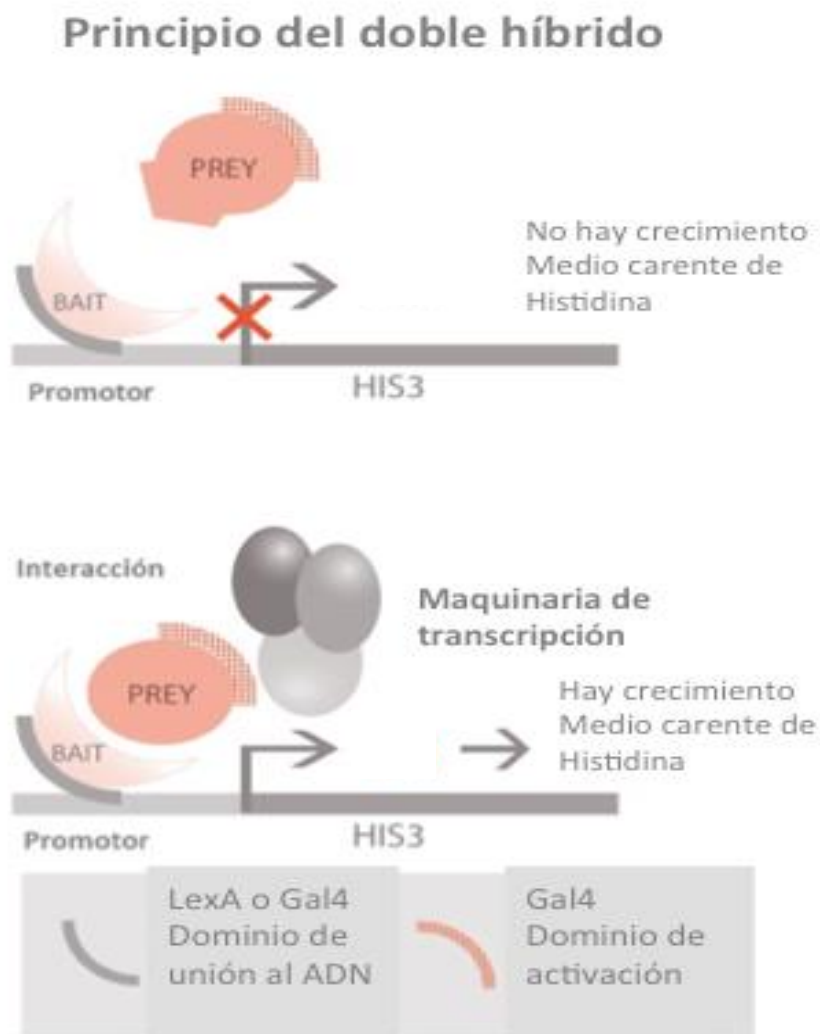 Principio del doble híbrido
PREY
No hay crecimiento
Medio carente de
Histidina
BAIT
Promotor
HIS3
Interacción
Maquinaria de
transcripción
PREY
Hay crecimiento
Medio carente de
Histidina
BAIT
Promotor
HIS3
LexA o Gal4
Dominio de
unión al ADN
Gal4
Dominio de
activación